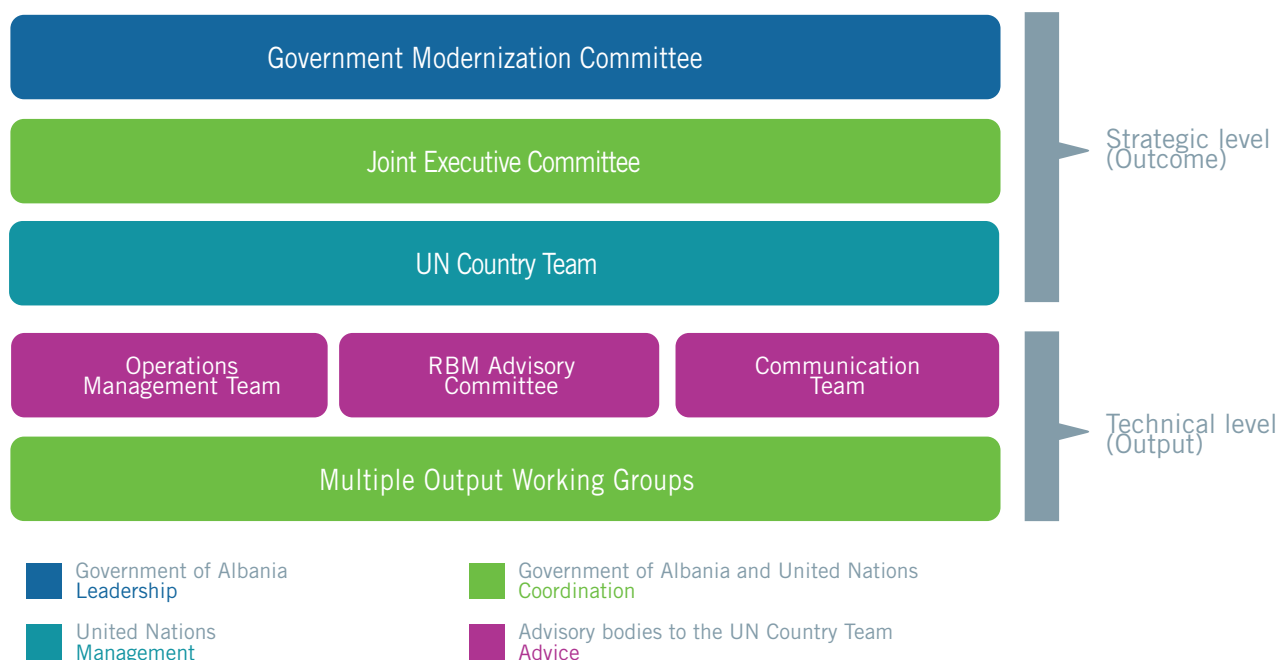 Government Modernization Committee
Joint Executive Committee
UN Country Team
Strategic level
(Outcome)
Operations
Management Team
RBM Advisory
Committee
Communication
Team
Multiple Output Working Groups
Technical level
(Output)
Government of Albania
Leadership
Government of Albania and United Nations
Coordination
United Nations
Management
Advisory bodies to the UN Country Team
Advice